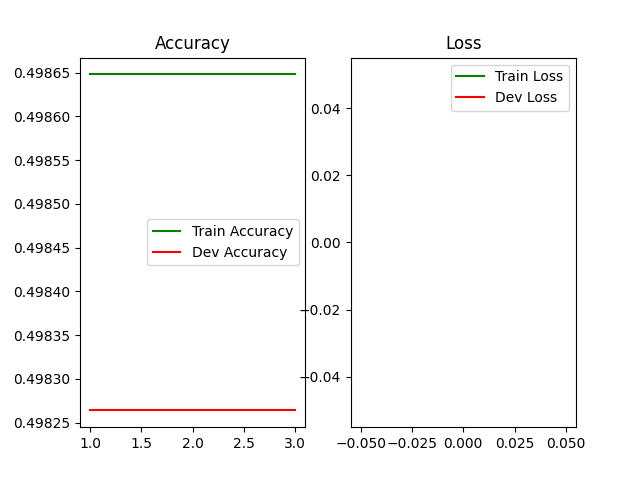 Accuracy
0.49865
0.49860
0.49855
0.49850
0.49845
0.49840
0.49835
0.49830
0.49825
1.0 1.5 2.0 2.5 3.0
Train Accuracy
Dev Accuracy
Loss
0.04
0.02
0.00
−0.02
−0.04
−0.050 −0.025 0.000 0.025 0.050
Train Loss
Dev Loss